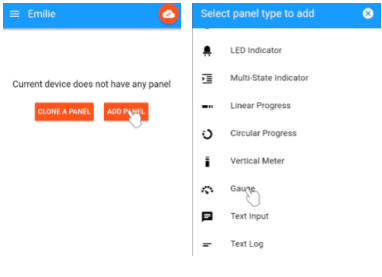 Emilie
Current device does not have any panel
CLONE A PANEL
ADD PANEL
Select panel type to add
LED Indicator
Multi-State Indicator
Linear Progress
Circular Progress
Vertical Meter
Gauge
Text Input
Text Log